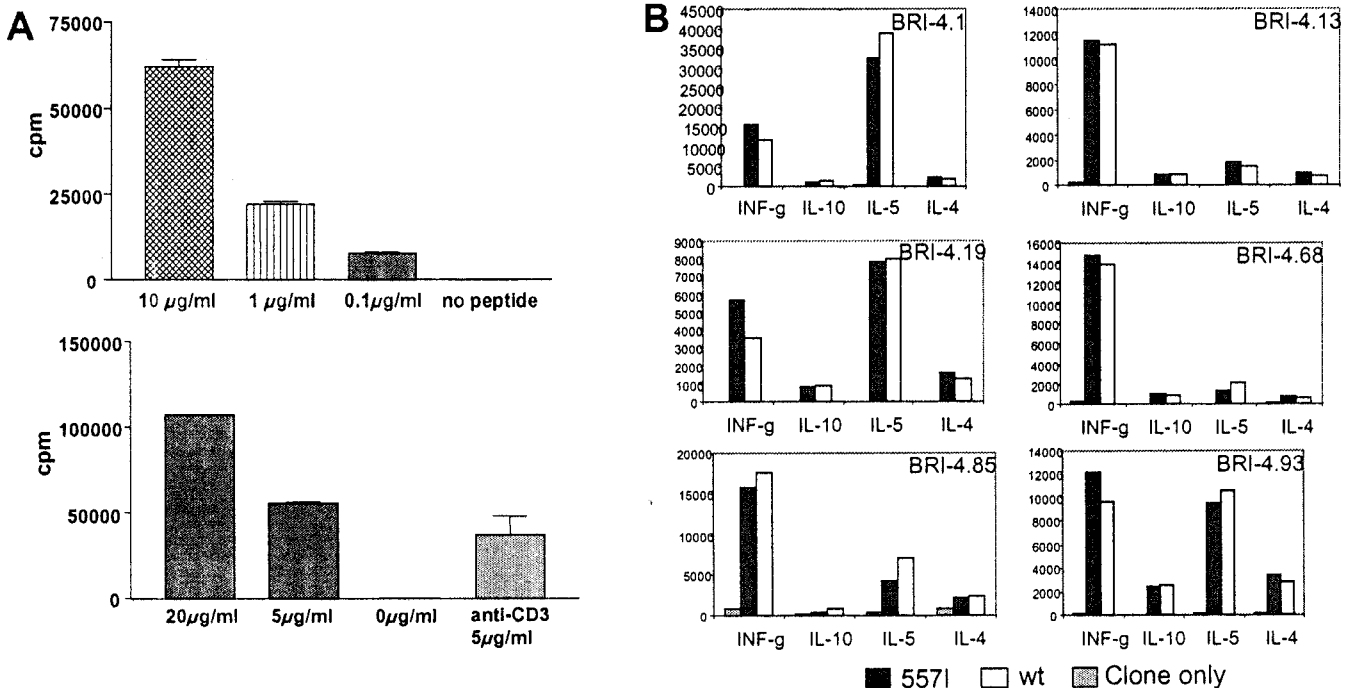 A
75000
50000
25000
0
cpm
10 µg/ml 1 µg/ml 0.1µg/ml no peptide
150000
100000
50000
0
cpm
20µg/ml 5µg/ml 0µg/ml anti-CD3
5µg/ml
B
BRI-4.1
45000
40000
35000
30000
25000
20000
15000
10000
5000
0
INF-g IL-10 IL-5 IL-4
BRI-4.13
14000
12000
10000
8000
6000
4000
2000
0
INF-g IL-10 IL-5 IL-4
BRI-4.19
9000
8000
7000
6000
5000
4000
3000
2000
1000
0
INF-g IL-10 IL-5 IL-4
BRI-4.68
16000
14000
12000
10000
8000
6000
4000
2000
0
INF-g IL-10 IL-5 IL-4
BRI-4.85
20000
15000
10000
5000
0
INF-g IL-10 IL-5 IL-4
BRI-4.93
14000
12000
10000
8000
6000
4000
2000
0
INF-g IL-10 IL-5 IL-4
557I wt Clone only